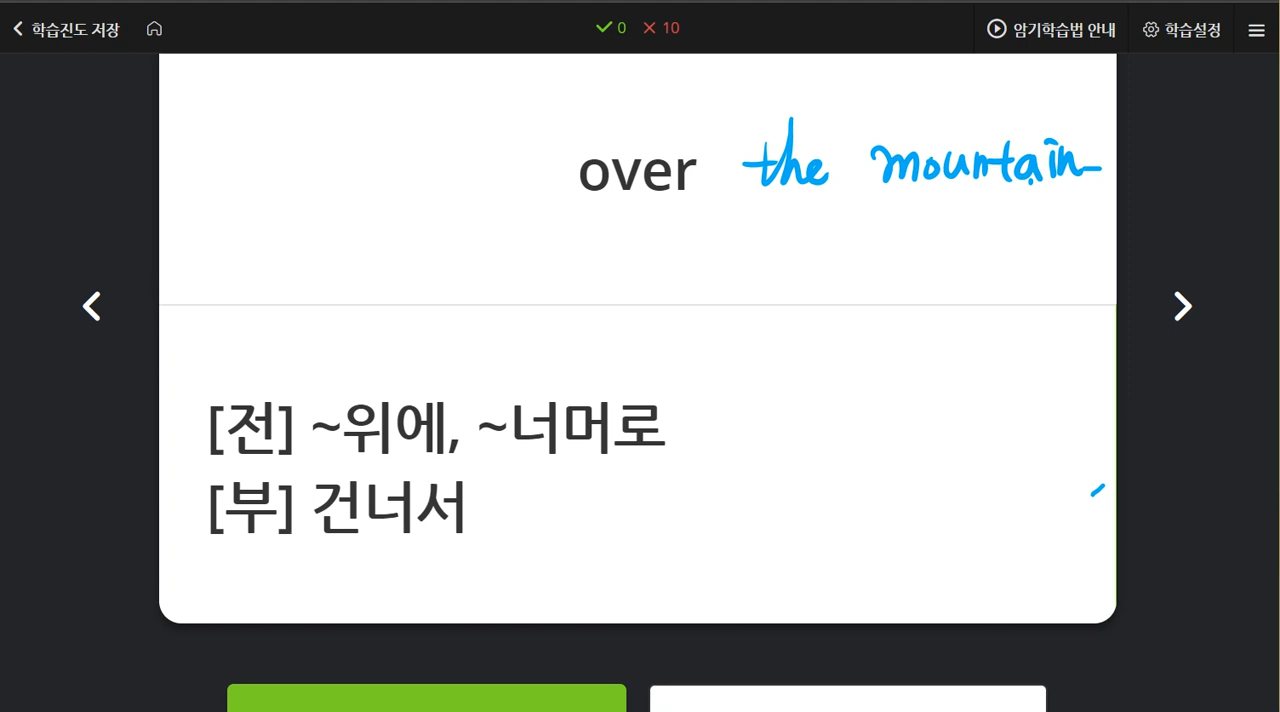 학습진도 저장 0 10 암기학습법 안내 학습설정
over the mountain
[전] ~위에, ~너머로
[부] 건너서